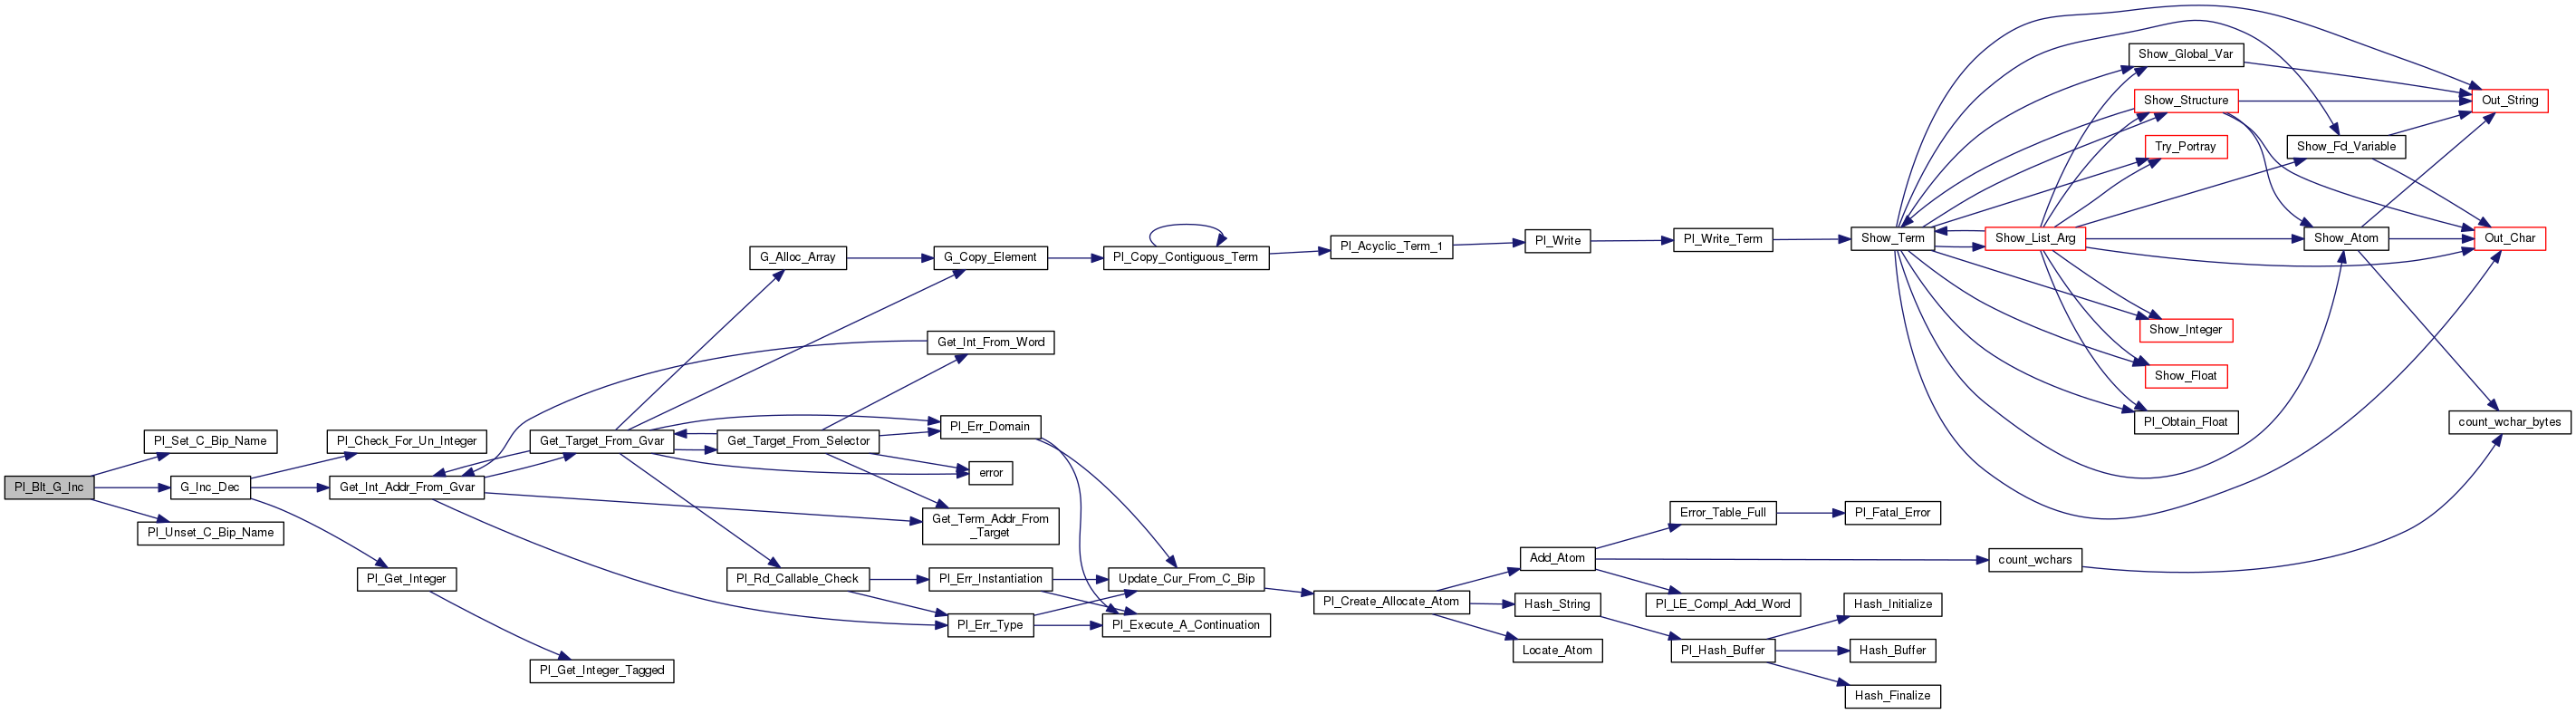 Pl_Blt_G_Inc
Pl_Set_C_Bip_Name
G_Inc_Dec
Pl_Unset_C_Bip_Name
Pl_Check_For_Un_Integer
Get_Int_Addr_From_Gvar
Pl_Get_Integer
Pl_Get_Integer_Tagged
Get_Target_From_Gvar
G_Alloc_Array
Get_Target_From_Selector
Pl_Rd_Callable_Check
G_Copy_Element
Get_Int_From_Word
Pl_Err_Domain
error
Get_Term_Addr_From
_Target
Pl_Err_Instantiation
Pl_Err_Type
Pl_Copy_Contiguous_Term
Update_Cur_From_C_Bip
Pl_Execute_A_Continuation
Pl_Acyclic_Term_1
Pl_Create_Allocate_Atom
Pl_Write
Add_Atom
Hash_String
Locate_Atom
Pl_Write_Term
Error_Table_Full
Pl_LE_Compl_Add_Word
Pl_Hash_Buffer
Show_Term
Pl_Fatal_Error
Hash_Initialize
Hash_Buffer
Hash_Finalize
Show_List_Arg
count_wchars
Show_Global_Var
Show_Structure
Try_Portray
Show_Integer
Show_Float
Pl_Obtain_Float
Show_Fd_Variable
Show_Atom
Out_String
Out_Char
count_wchar_bytes